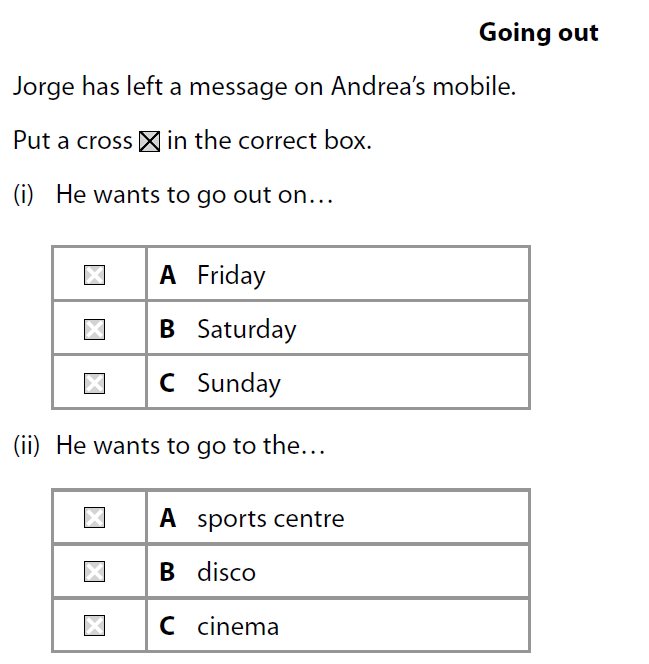 Going out
Jorge has left a message on Andrea’s mobile.
Put a cross ☒ in the correct box.
(i) He wants to go out on…
A Friday
B Saturday
C Sunday
(ii) He wants to go to the…
A sports centre
B disco
C cinema